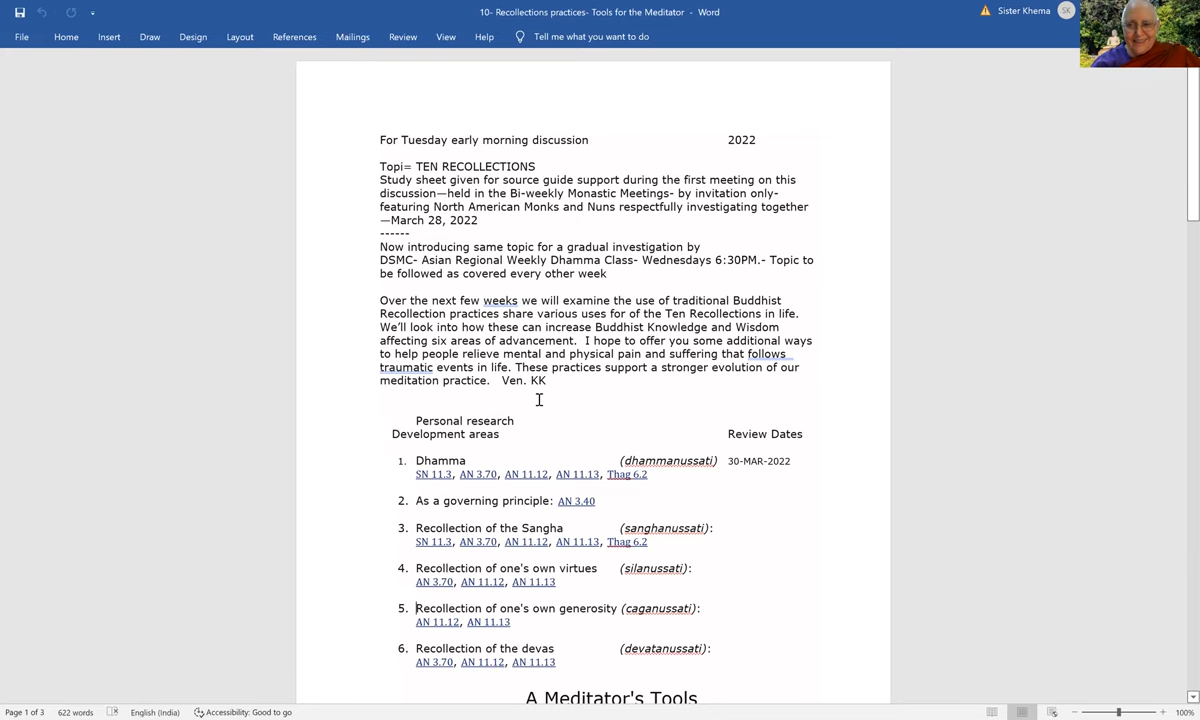 10- Recollections practices- Tools for the Meditator - Word
Sister Khema
SK
File Home Insert Draw Design Layout References Mailings Review View Help Tell me what you want to do
For Tuesday early morning discussion 2022
Topi= TEN RECOLLECTIONS
Study sheet given for source guide support during the first meeting on this
discussion—held in the Bi-weekly Monastic Meetings- by invitation only-
featuring North American Monks and Nuns respectfully investigating together
—March 28, 2022
------
Now introducing same topic for a gradual investigation by
DSMC- Asian Regional Weekly Dhamma Class- Wednesdays 6:30PM.- Topic to
be followed as covered every other week
Over the next few weeks we will examine the use of traditional Buddhist
Recollection practices share various uses for of the Ten Recollections in life.
We'll look into how these can increase Buddhist Knowledge and Wisdom
affecting six areas of advancement. I hope to offer you some additional ways
to help people relieve mental and physical pain and suffering that follows
traumatic events in life. These practices support a stronger evolution of our
meditation practice. Ven. KK
Personal research
Development areas Review Dates
1. Dhamma (dhammanussati) 30-MAR-2022
SN 11.3, AN 3.70, AN 11.12, AN 11.13, Thag 6.2
2. As a governing principle: AN 3.40
3. Recollection of the Sangha (sanghanussati):
SN 11.3, AN 3.70, AN 11.12, AN 11.13, Thag 6.2
4. Recollection of one's own virtues (silanussati):
AN 3.70, AN 11.12, AN 11.13
5. Recollection of one's own generosity (caganussati):
AN 11.12, AN 11.13
6. Recollection of the devas (devatanussati):
AN 3.70, AN 11.12, AN 11.13
A Meditator's Tools
Page 1 of 3 622 words English (India) Accessibility: Good to go 100%